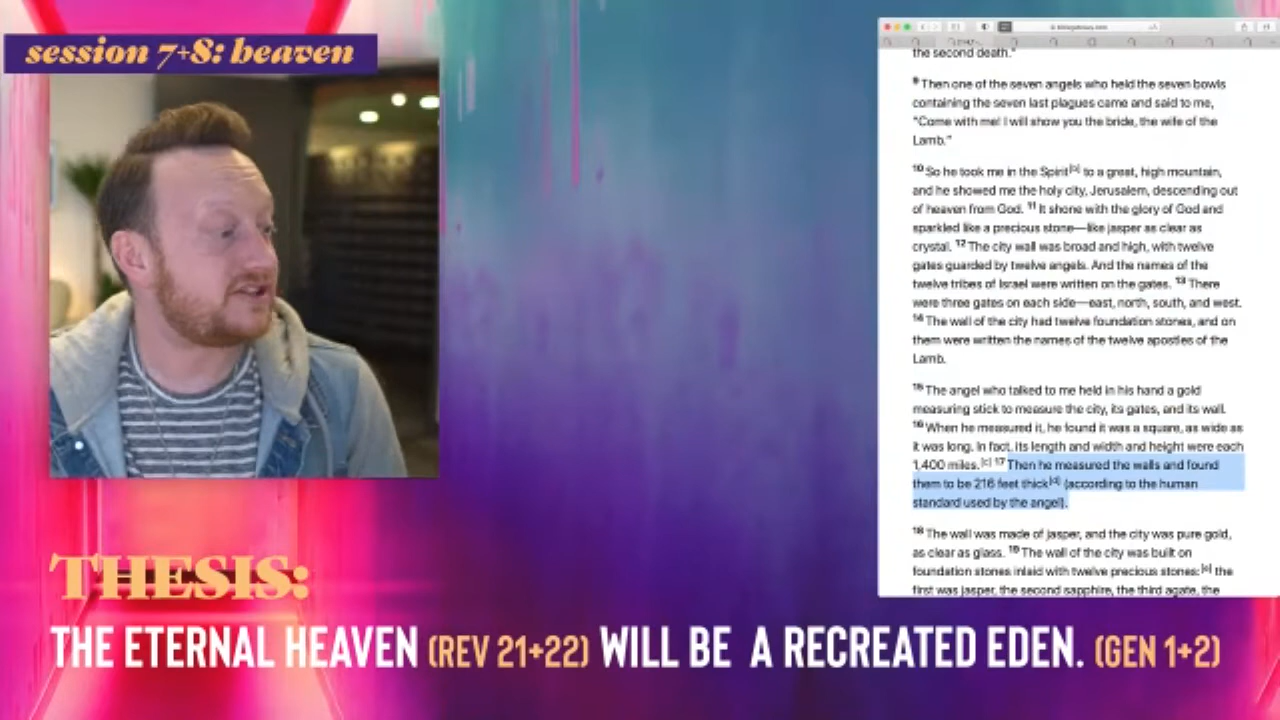 session 7+8: heaven
the second death."
9 Then one of the seven angels who held the seven bowls
containing the seven last plagues came and said to me,
"Come with me! I will show you the bride, the wife of the
Lamb."
10 So he took me in the Spirit[b] to a great, high mountain,
and he showed me the holy city, Jerusalem, descending out
of heaven from God. 11 It shone with the glory of God and
sparkled like a precious stone—like jasper as clear as
crystal. 12 The city wall was broad and high, with twelve
gates guarded by twelve angels. And the names of the
twelve tribes of Israel were written on the gates. 13 There
were three gates on each side—east, north, south, and west.
14 The wall of the city had twelve foundation stones, and on
them were written the names of the twelve apostles of the
Lamb.
15 The angel who talked to me held in his hand a gold
measuring stick to measure the city, its gates, and its wall.
16 When he measured it, he found it was a square, as wide as
it was long. In fact, its length and width and height were each
1,400 miles.[c] 17 Then he measured the walls and found
them to be 216 feet thick[d] (according to the human
standard used by the angel).
18 The wall was made of jasper, and the city was pure gold,
as clear as glass. 19 The wall of the city was built on
foundation stones inlaid with twelve precious stones:[e] the
first was jasper, the second sapphire, the third agate, the
THESIS:
THE ETERNAL HEAVEN (REV 21+22) WILL BE A RECREATED EDEN. (GEN 1+2)